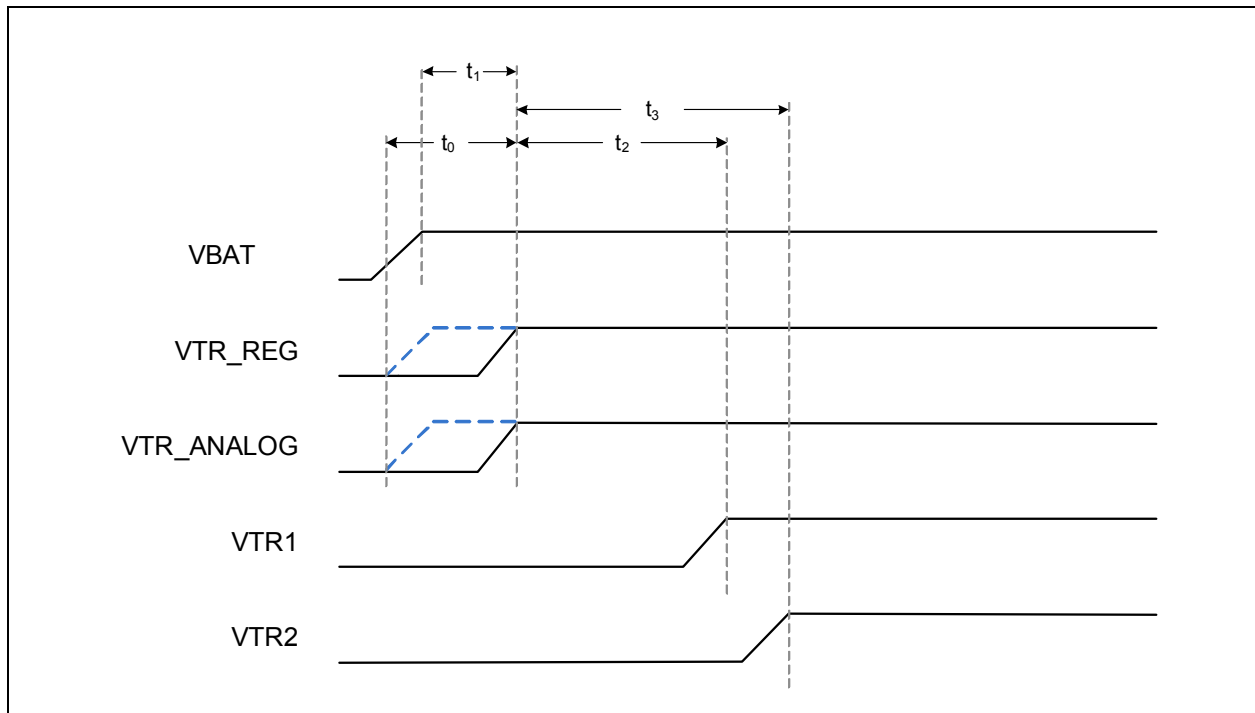 t₁
t₃
t₀
t₂
VBAT
VTR_REG
VTR_ANALOG
VTR1
VTR2